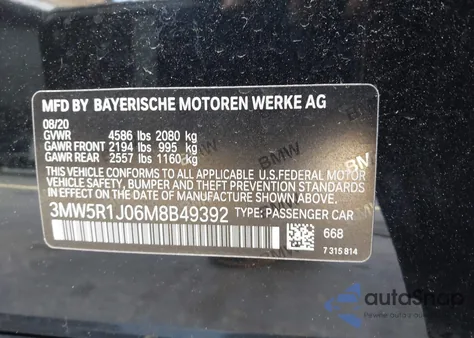 MFD BY BAYERISCHE MOTOREN WERKE AG
08/20
GVWR 4586 lbs 2080 kg
GAWR FRONT 2194 lbs 995 kg
GAWR REAR 2557 lbs 1160 kg
THIS VEHICLE CONFORMS TO ALL APPLICABLE U.S.FEDERAL MOTOR
VEHICLE SAFETY, BUMPER AND THEFT PREVENTION
STANDARDS IN EFFECT ON THE DATE OF MANUFACTURE SHOWN ABOVE.
3MW5R1J06M8B49392 TYPE: PASSENGER CAR
668
7 315 814
BMW
BMW
BMW
autoSnap